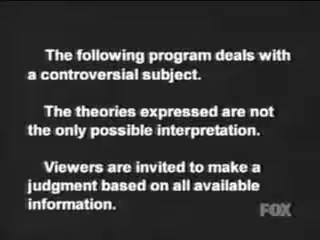 The following program deals with
a controversial subject.
The theories expressed are not
the only possible interpretation.
Viewers are invited to make a
judgment based on all available
information.
FOX